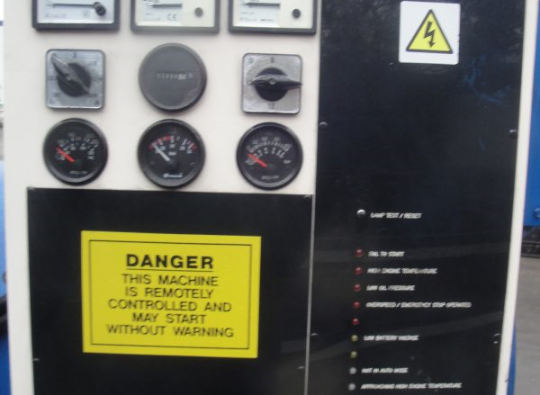 LAMP TEST / RESET
FAIL TO START
HIGH ENGINE TEMPERATURE
LOW OIL PRESSURE
OVERSPEED / EMERGENCY STOP OPERATED
LOW BATTERY VOLTAGE
NOT IN AUTO MODE
APPROACHING HIGH ENGINE TEMPERATURE
DANGER
THIS MACHINE
IS REMOTELY
CONTROLLED AND
MAY START
WITHOUT WARNING